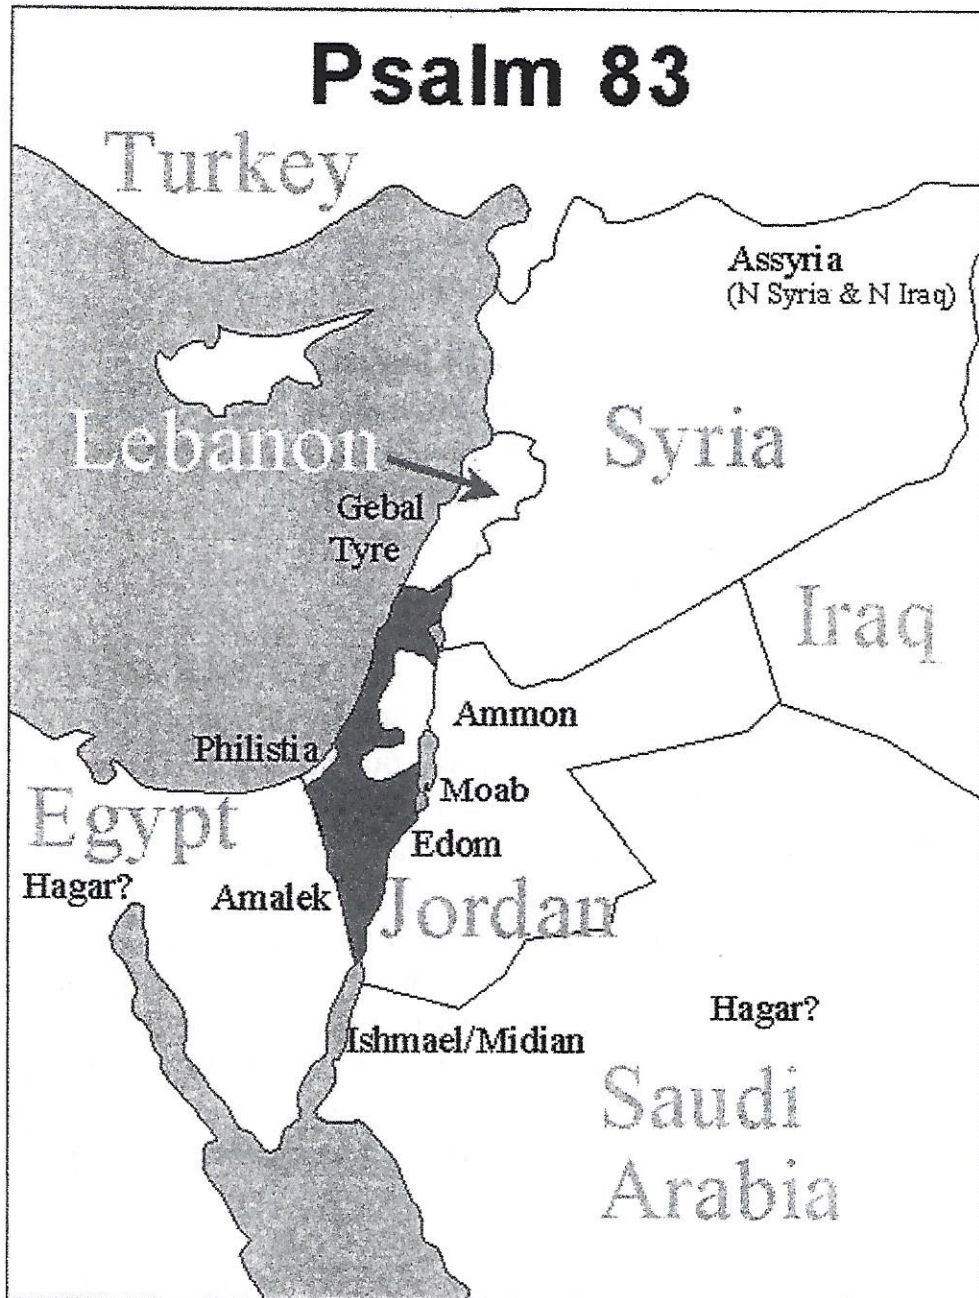 Psalm 83
Turkey
Assyria
(N Syria & N Iraq)
Lebanon
Syria
Gebal
Tyre
Iraq
Ammon
Philistia
Moab
Egypt
Edom
Hagar?
Amalek
Jordan
Hagar?
Ishmael/Midian
Saudi
Arabia